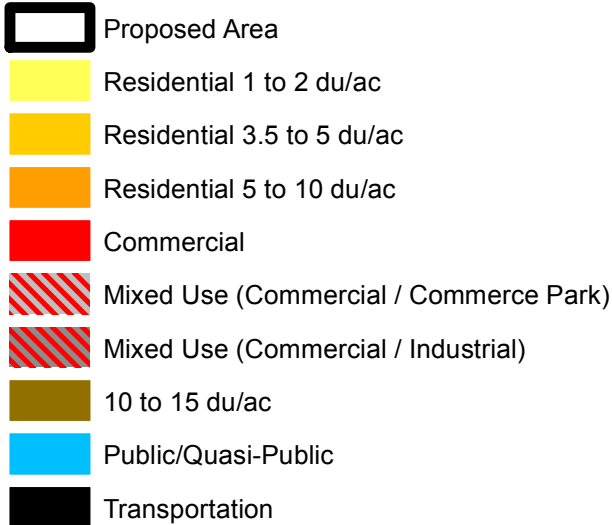 Proposed Area
Residential 1 to 2 du/ac
Residential 3.5 to 5 du/ac
Residential 5 to 10 du/ac
Commercial
Mixed Use (Commercial / Commerce Park)
Mixed Use (Commercial / Industrial)
10 to 15 du/ac
Public/Quasi-Public
Transportation